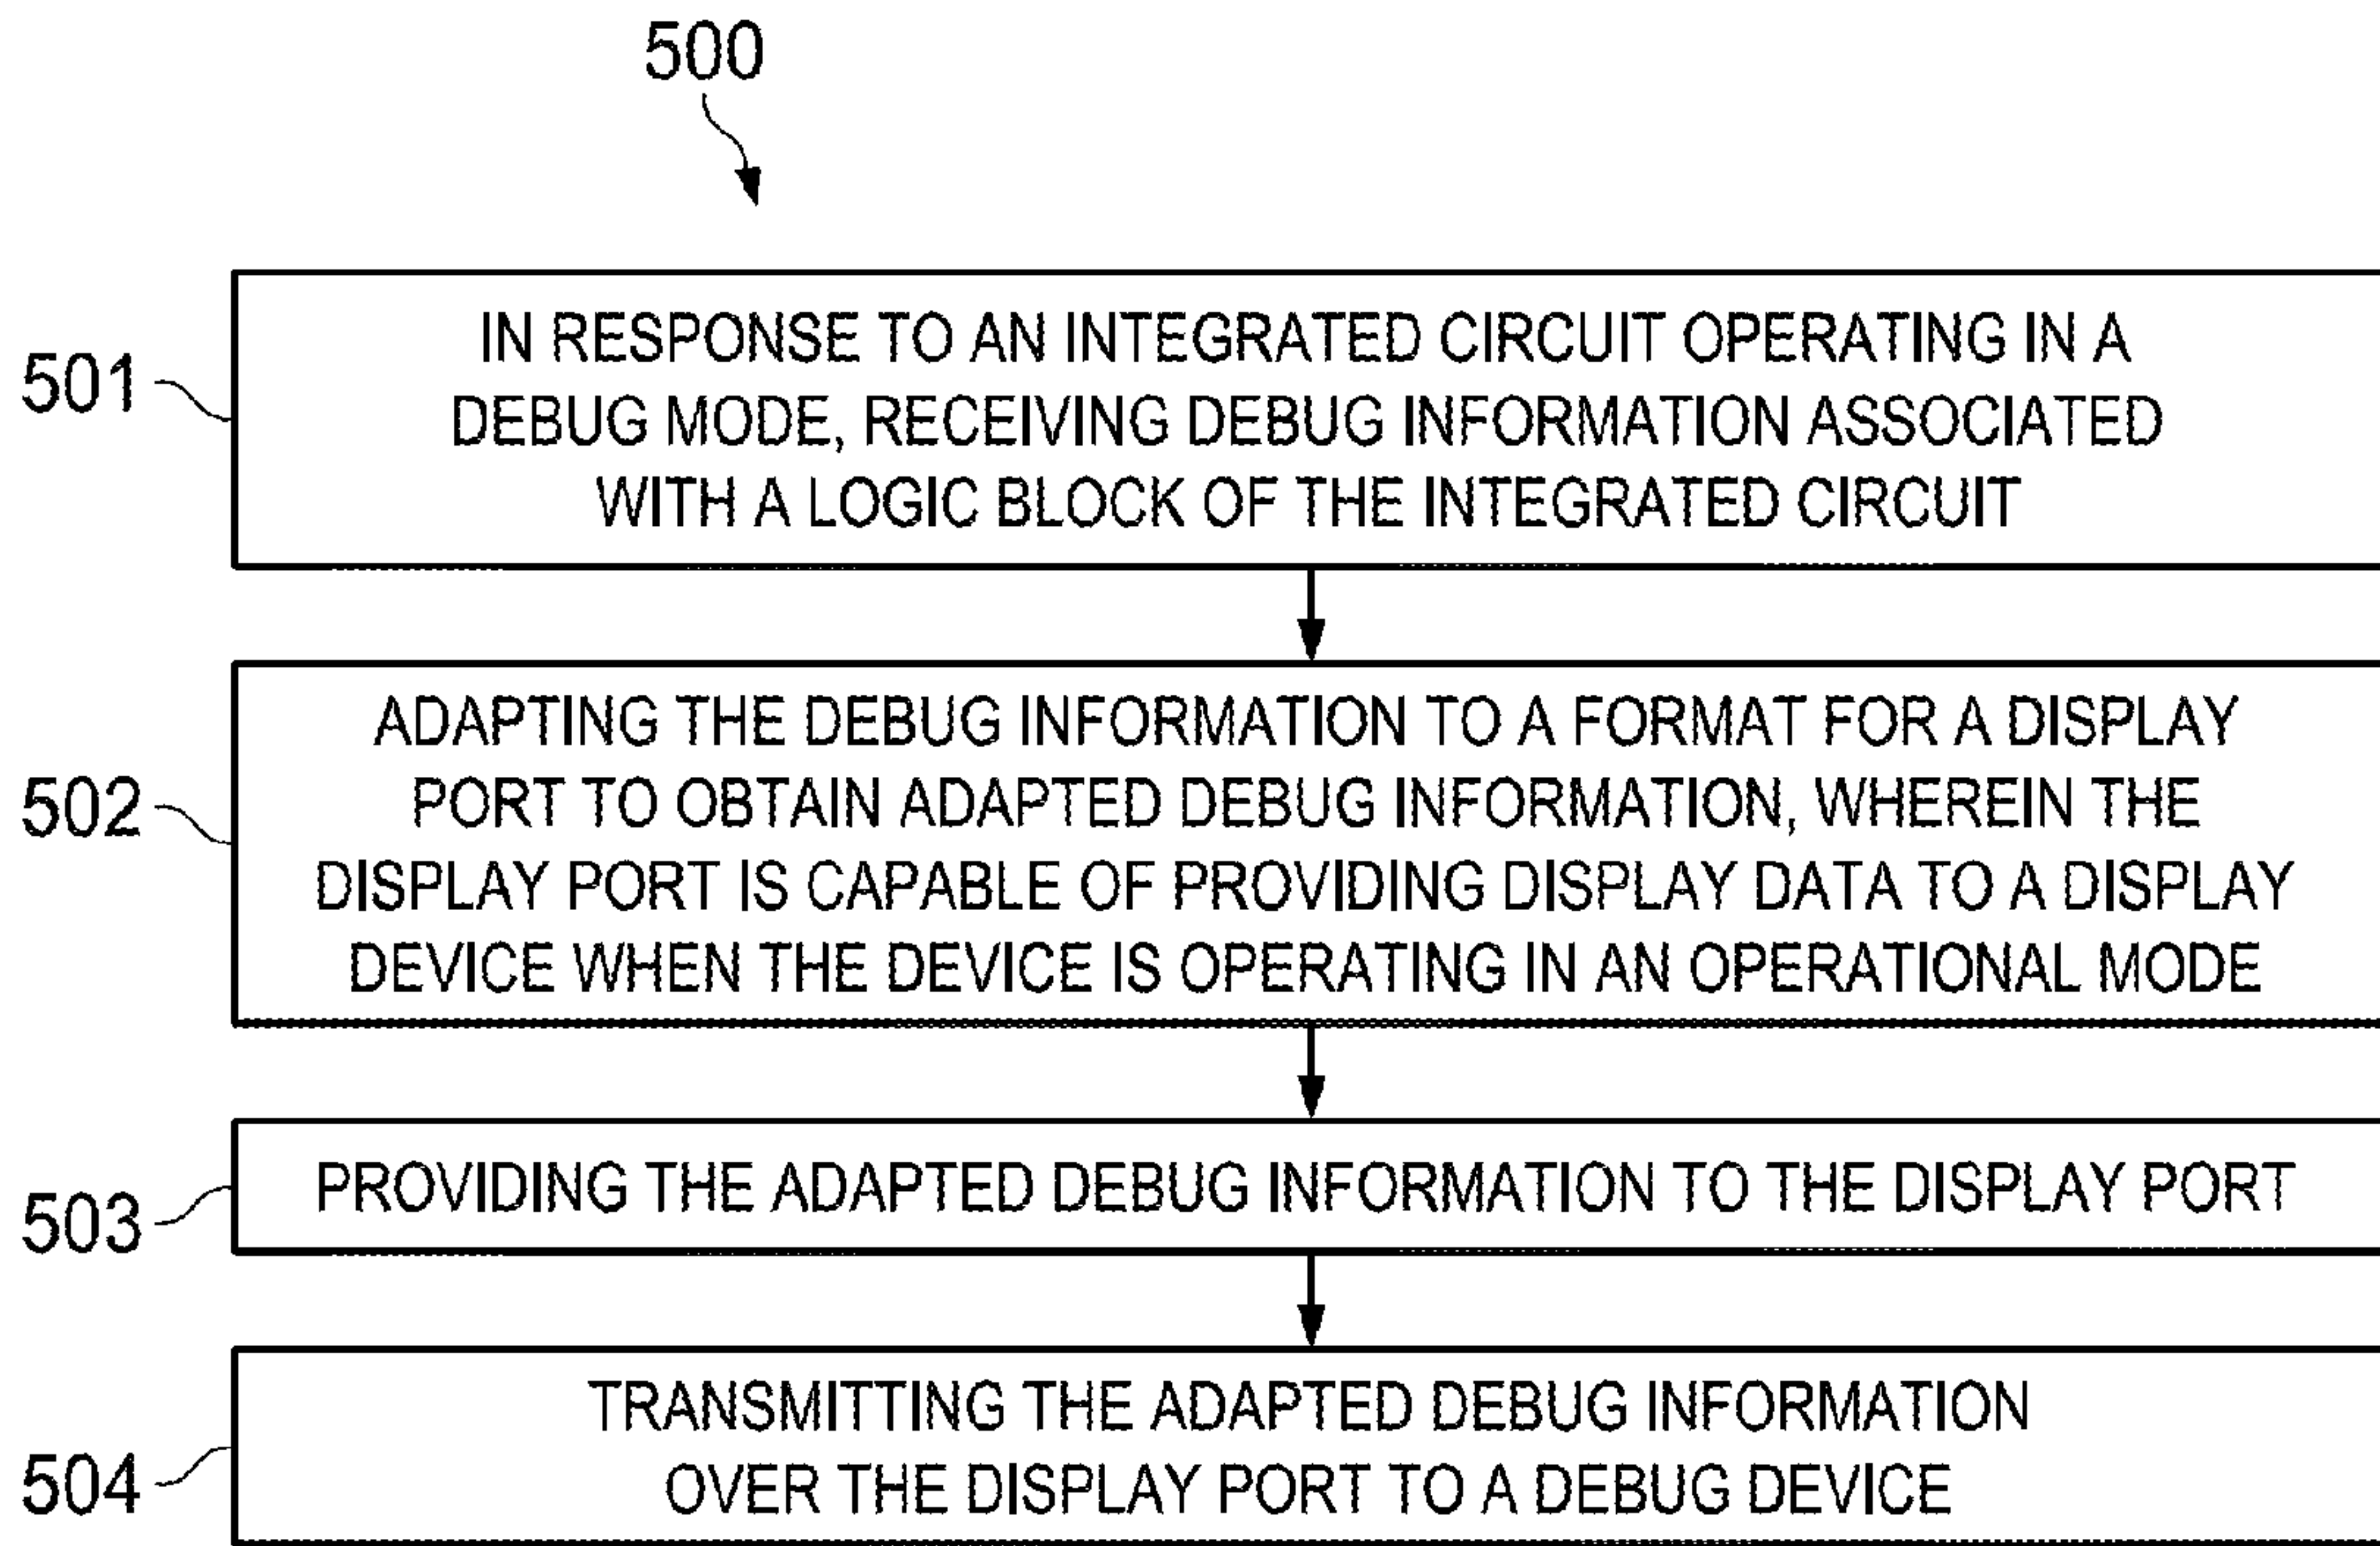 500
501
IN RESPONSE TO AN INTEGRATED CIRCUIT OPERATING IN A
DEBUG MODE, RECEIVING DEBUG INFORMATION ASSOCIATED
WITH A LOGIC BLOCK OF THE INTEGRATED CIRCUIT
502
ADAPTING THE DEBUG INFORMATION TO A FORMAT FOR A DISPLAY
PORT TO OBTAIN ADAPTED DEBUG INFORMATION, WHEREIN THE
DISPLAY PORT IS CAPABLE OF PROVIDING DISPLAY DATA TO A DISPLAY
DEVICE WHEN THE DEVICE IS OPERATING IN AN OPERATIONAL MODE
503
PROVIDING THE ADAPTED DEBUG INFORMATION TO THE DISPLAY PORT
504
TRANSMITTING THE ADAPTED DEBUG INFORMATION
OVER THE DISPLAY PORT TO A DEBUG DEVICE